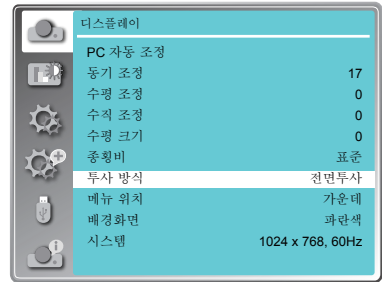 디스플레이
PC 자동 조정
동기 조정 17
수평 조정 0
수직 조정 0
수평 크기 0
종횡비 표준
투사 방식 전면투사
메뉴 위치 가운데
배경화면 파란색
시스템 1024 x 768, 60Hz